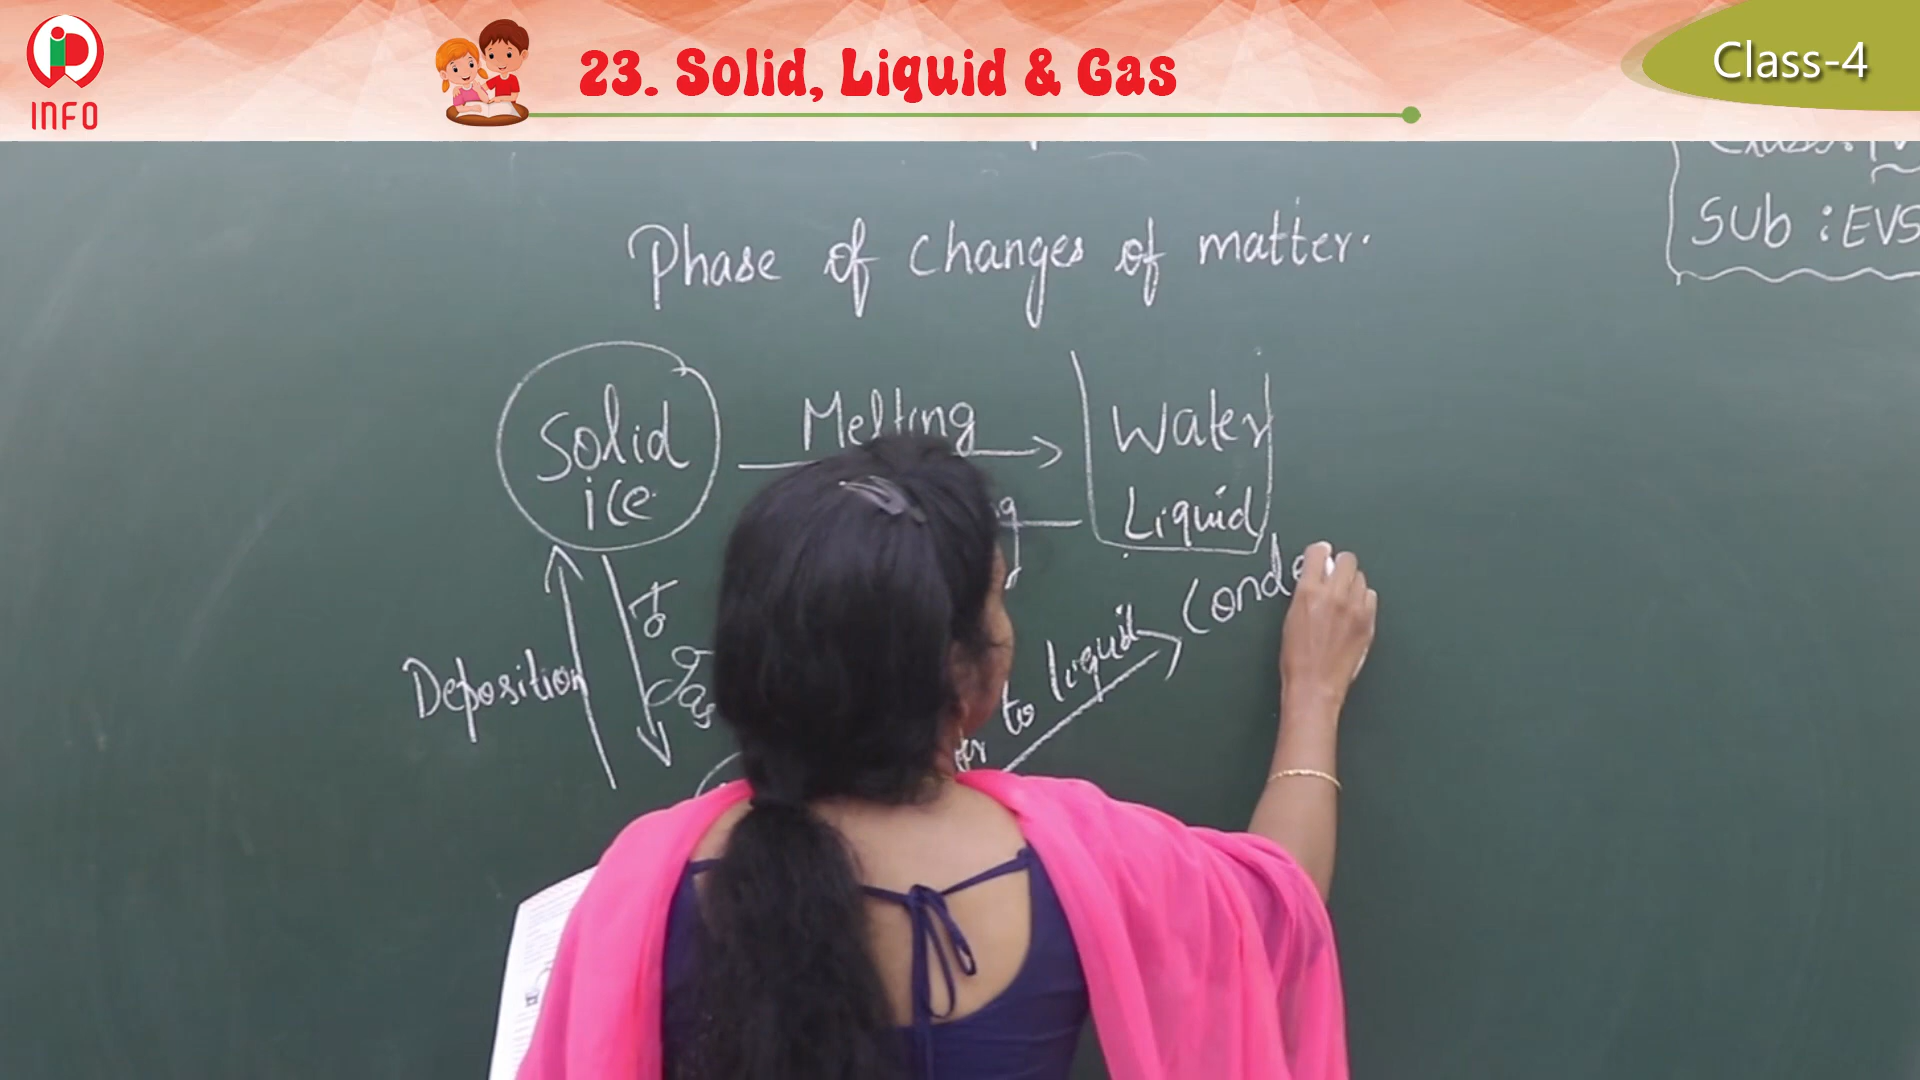 INFO
23. Solid, Liquid & Gas
Class-4
Sub : EVS
Phase of changes of matter.
Solid
ice
Melting
Water
Liquid
Deposition
to liquid
Conde